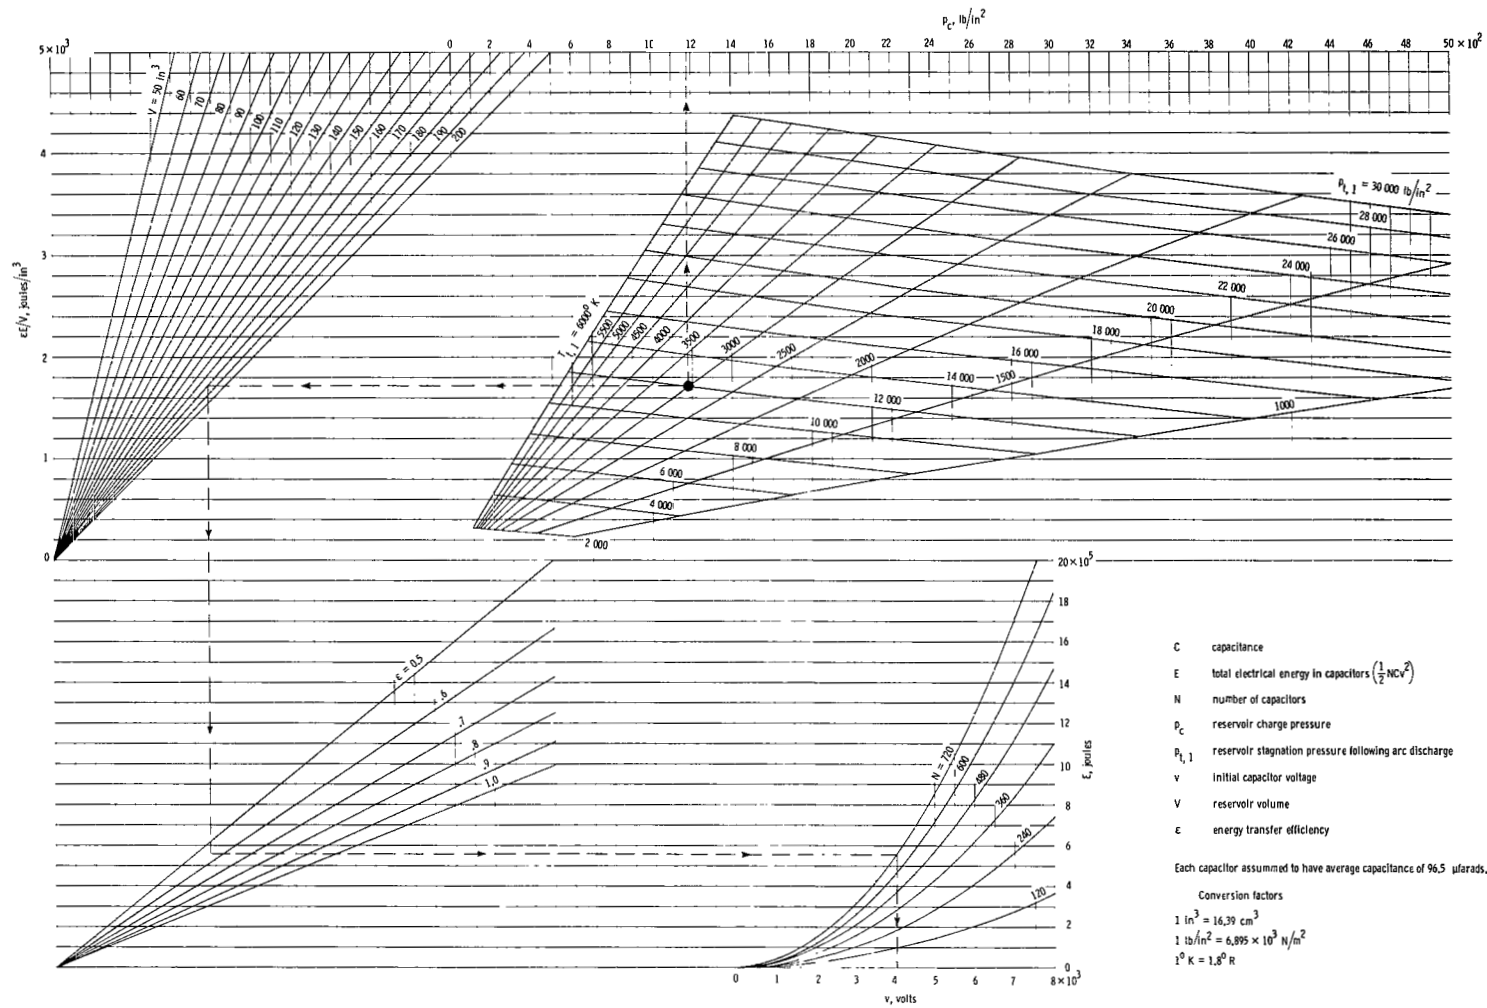 p_c, lb/in²
0 2 4 6 8 10 12 14 16 18 20 22 24 26 28 30 32 34 36 38 40 42 44 46 48 50 × 10²
5 × 10³
4
3
2
1
0
εE/V, joules/in³
V = 50 in³
60
70
80
90
100
110
120
130
140
150
160
170
180
190
200
T_t, 1 = 6000° K
5500
5000
4500
4000
3500
3000
2500
2000
1500
1000
p_t, 1 = 30 000 lb/in²
28 000
26 000
24 000
22 000
20 000
18 000
16 000
14 000
12 000
10 000
8 000
6 000
4 000
2 000
ε = 0.5
.6
.7
.8
.9
1.0
N = 720
600
480
360
240
120
20 × 10⁵
18
16
14
12
10
8
6
4
2
0
E, joules
0 1 2 3 4 5 6 7 8 × 10³
v, volts
C capacitance
E total electrical energy in capacitors (1/2 NCv²)
N number of capacitors
p_c reservoir charge pressure
p_t, 1 reservoir stagnation pressure following arc discharge
v initial capacitor voltage
V reservoir volume
ε energy transfer efficiency
Each capacitor assummed to have average capacitance of 96.5 μfarads.
Conversion factors
1 in³ = 16.39 cm³
1 lb/in² = 6.895 × 10³ N/m²
1° K = 1.8° R